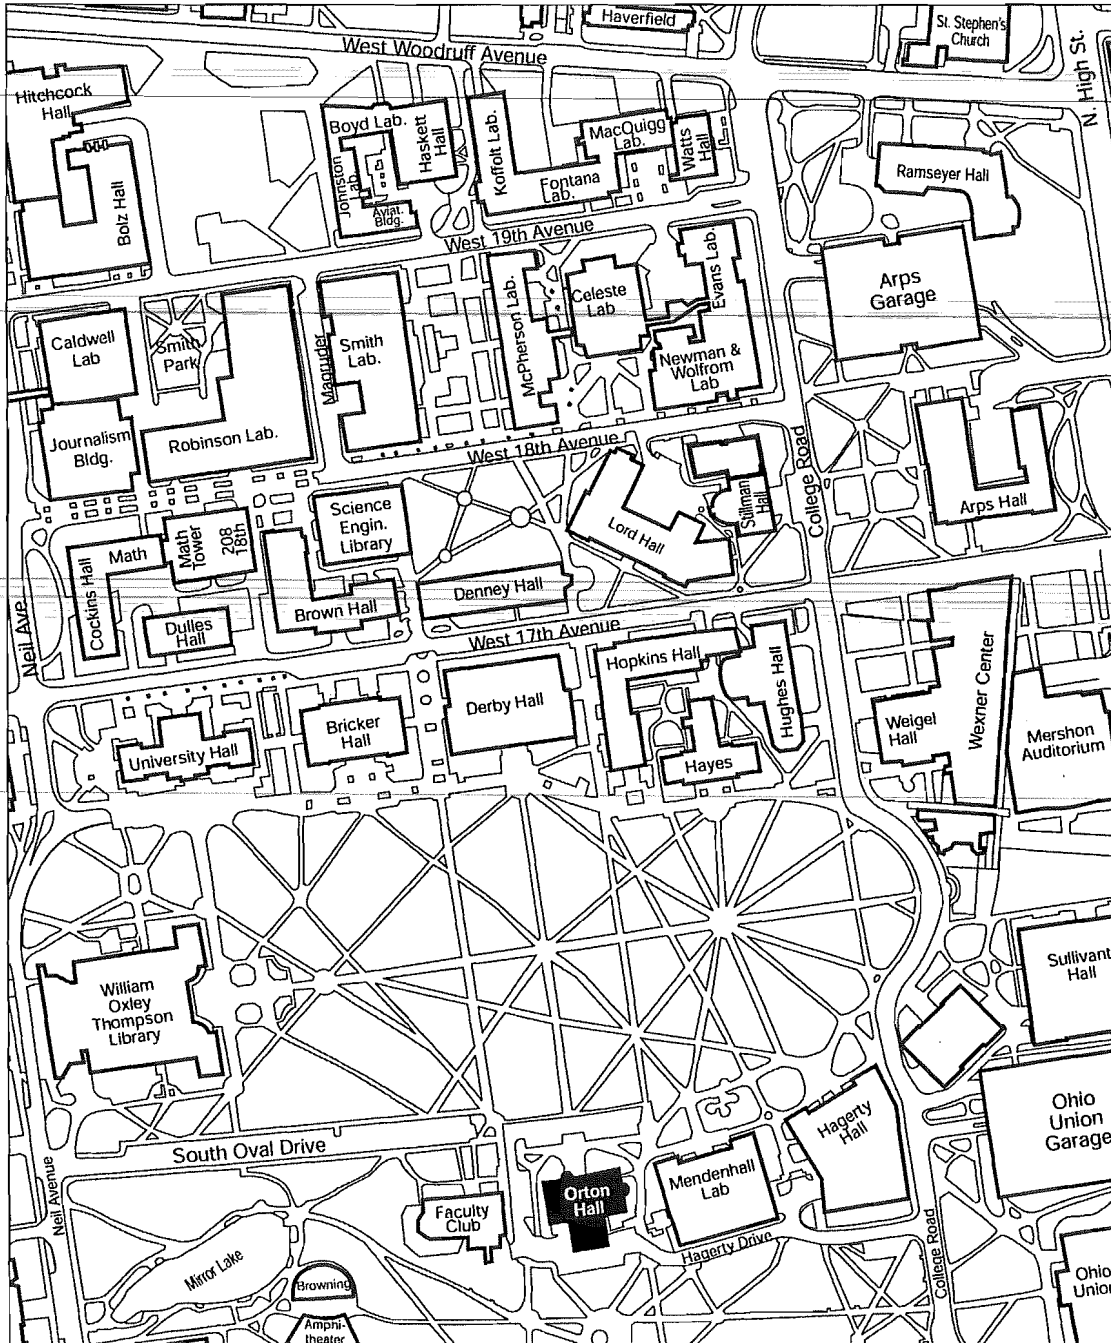 Haverfield
St. Stephen's
Church
West Woodruff Avenue
N. High St.
Hitchcock
Hall
Boyd Lab.
Haskett
Hall
Koffolt Lab.
MacQuigg
Lab.
Watts
Hall
Johnston
Lab.
Fontana
Lab.
Ramseyer Hall
Bolz Hall
Aviat.
Bldg.
West 19th Avenue
Evans Lab.
Arps
Garage
McPherson Lab.
Celeste
Lab
Caldwell
Lab
Smith
Park
Magruder
Smith
Lab.
Newman &
Wolfrom
Lab
Journalism
Bldg.
Robinson Lab.
West 18th Avenue
College Road
Science
Engin.
Library
Lord Hall
Stillman
Hall
Arps Hall
Math
Math
Tower
208
18th
Cockins Hall
Denney Hall
Brown Hall
Dulles
Hall
Neil Ave.
West 17th Avenue
Hopkins Hall
Hughes Hall
Wexner Center
Derby Hall
Bricker
Hall
Weigel
Hall
Mershon
Auditorium
University Hall
Hayes
Sullivant
Hall
William
Oxley
Thompson
Library
Ohio
Union
Garage
Hagerty
Hall
South Oval Drive
Mendenhall
Lab
Orton
Hall
Neil Avenue
Faculty
Club
Hagerty Drive
College Road
Mirror Lake
Browning
Ohio
Union
Amphi-
theater